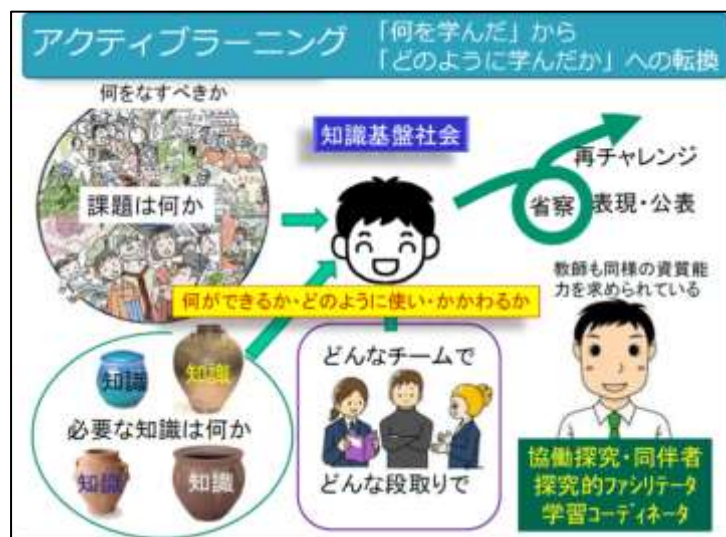 アクティブラーニング
「何を学んだ」から
「どのように学んだか」への転換
何をなすべきか
課題は何か
知識基盤社会
再チャレンジ
省察
表現・公表
教師も同様の資質能
力を求められている
何ができるか・どのように使い・かかわるか
知識
知識
必要な知識は何か
知識
知識
どんなチームで
どんな段取りで
協働探究・同伴者
探究的ファシリテータ
学習コーディネータ